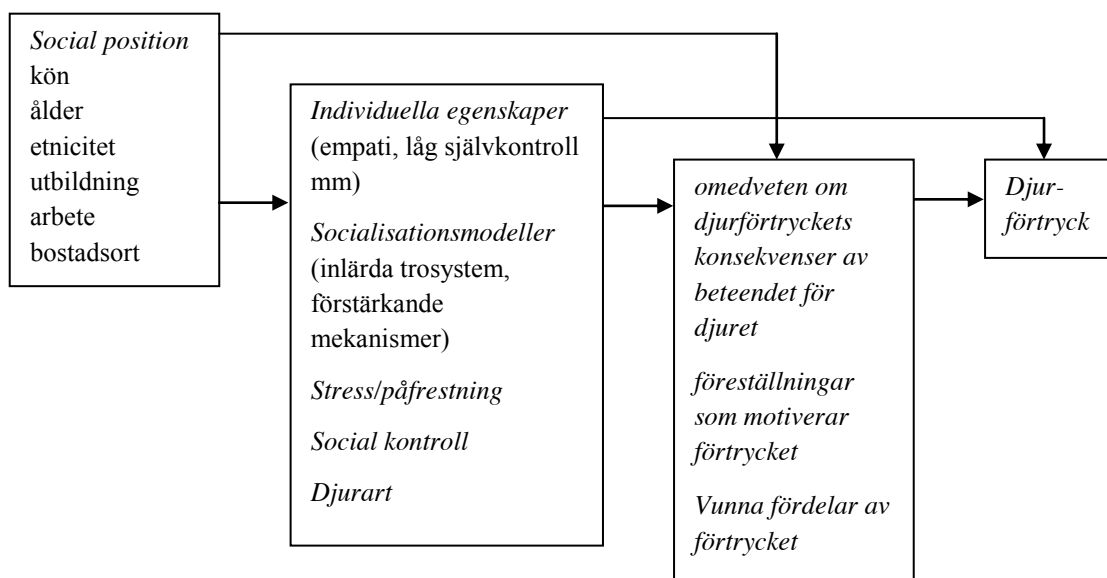 Social position
kön
ålder
etnicitet
utbildning
arbete
bostadsort
Individuella egenskaper
(empati, låg självkontroll
mm)
Socialisationsmodeller
(inlärda trosystem,
förstärkande
mekanismer)
Stress/påfrestning
Social kontroll
Djurart
omedveten om
djurförtryckets
konsekvenser av
beteendet för
djuret
föreställningar
som motiverar
förtrycket
Vunna fördelar av
förtrycket
Djur-
förtryck